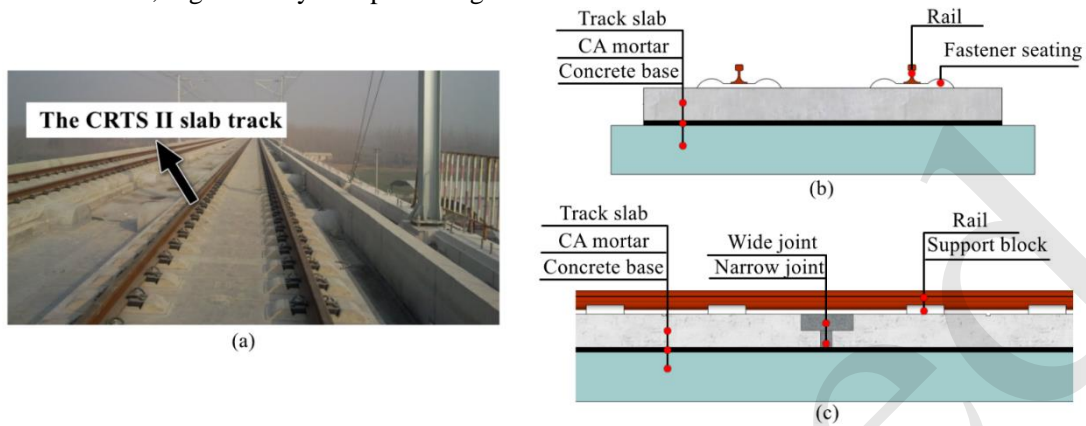 The CRTS II slab track
(a)
Track slab
CA mortar
Concrete base
Rail
Fastener seating
(b)
Track slab
CA mortar
Concrete base
Wide joint
Narrow joint
Rail
Support block
(c)